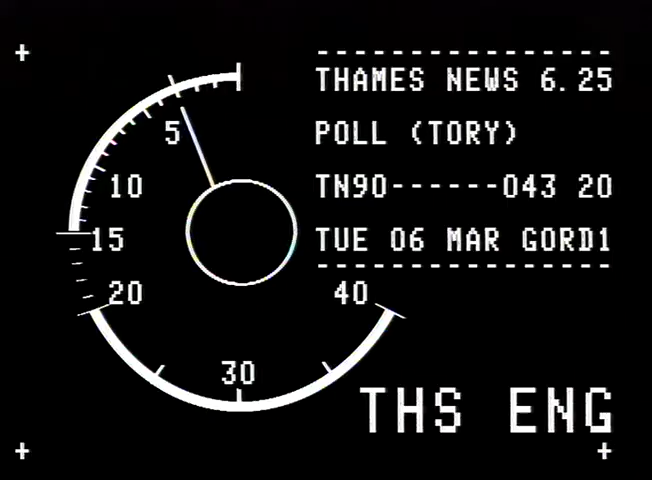 THAMES NEWS 6.25
POLL (TORY)
TN90------043 20
TUE 06 MAR GORD1
5
10
15
20
30
40
THS ENG